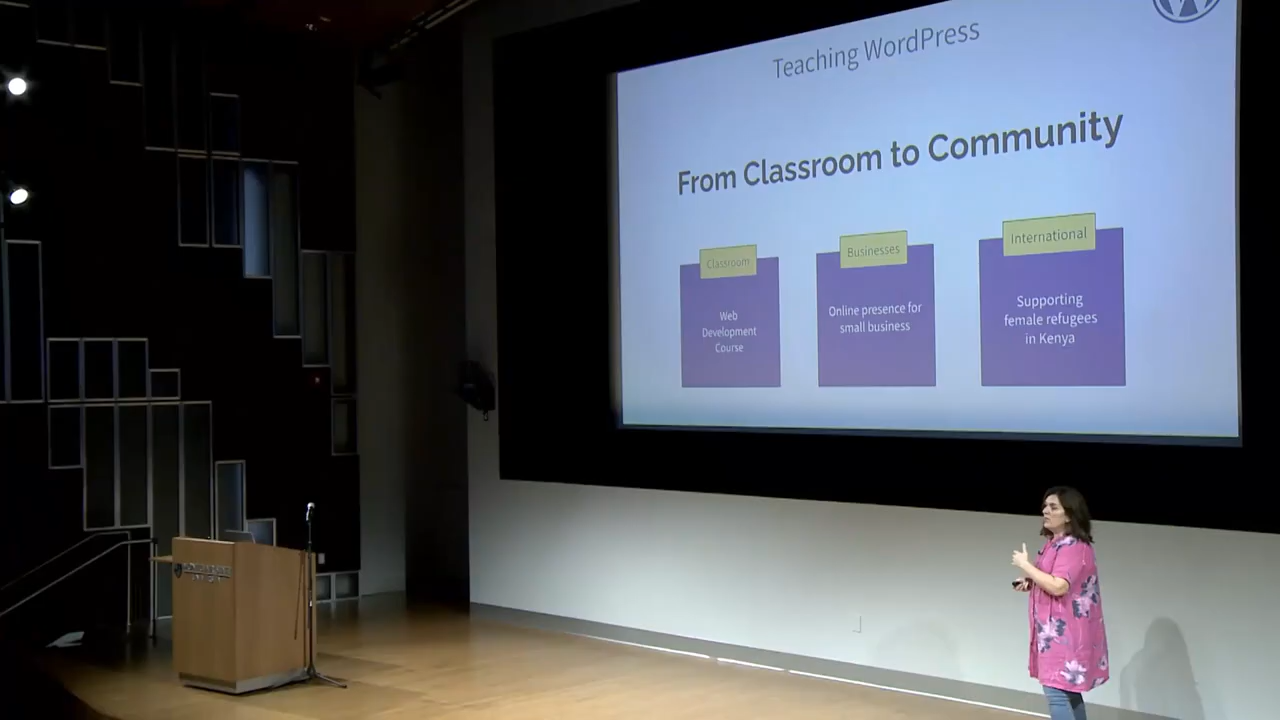 Teaching WordPress
From Classroom to Community
Classroom
Businesses
International
Web
Development
Course
Online presence for
small business
Supporting
female refugees
in Kenya